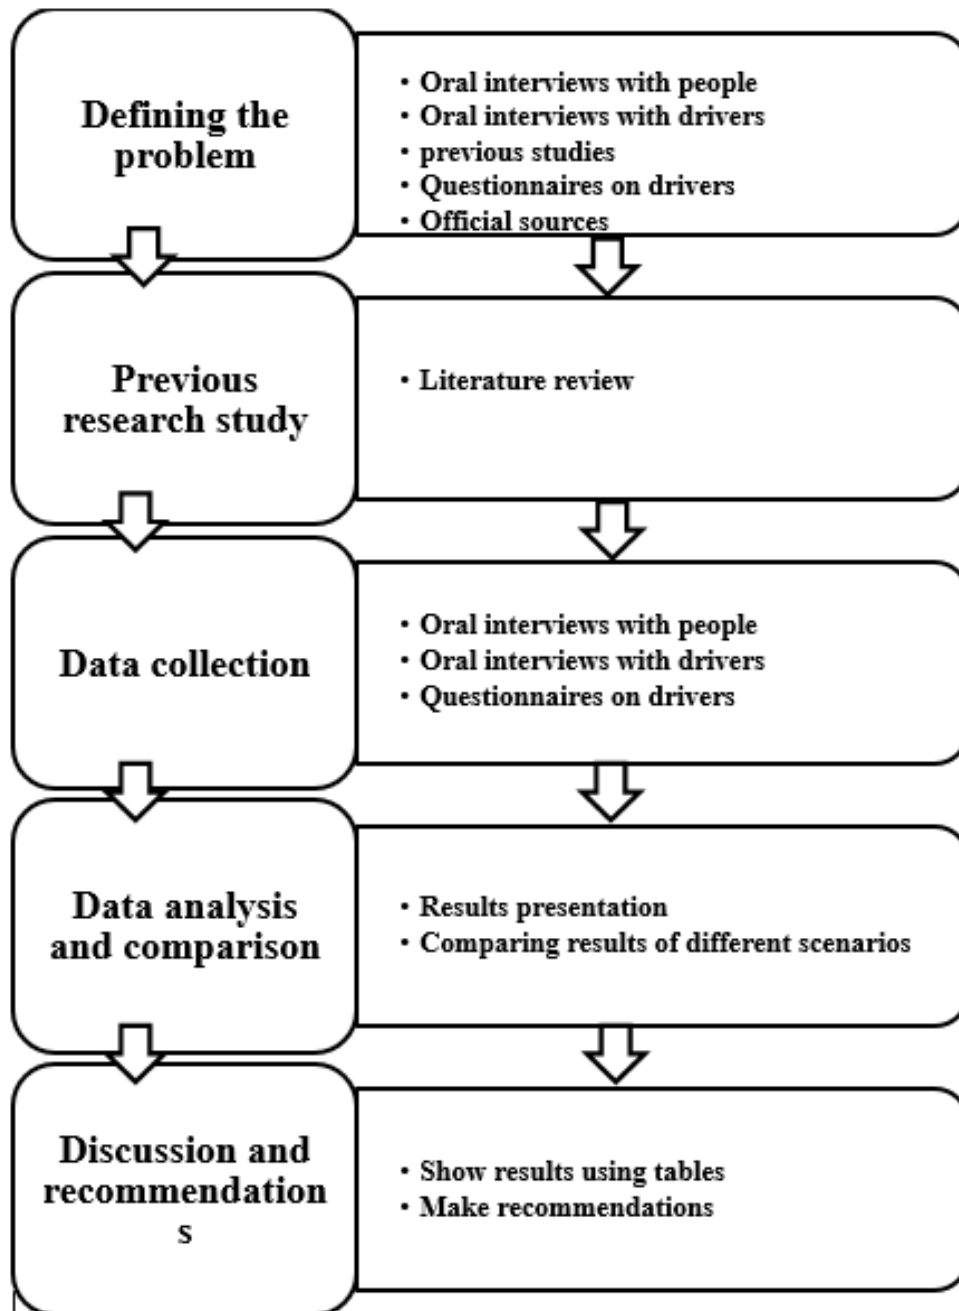 Defining the
problem
• Oral interviews with people
• Oral interviews with drivers
• previous studies
• Questionnaires on drivers
• Official sources
Previous
research study
• Literature review
Data collection
• Oral interviews with people
• Oral interviews with drivers
• Questionnaires on drivers
Data analysis
and comparison
• Results presentation
• Comparing results of different scenarios
Discussion and
recommendation
s
• Show results using tables
• Make recommendations